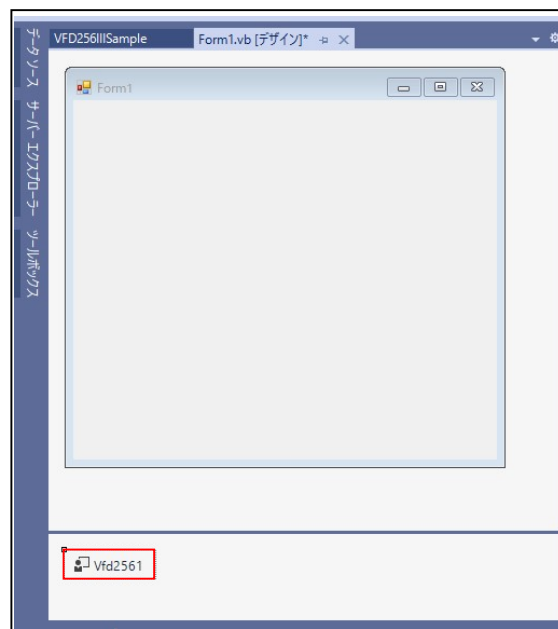 データ ソース
サーバー エクスプローラー
ツールボックス
VFD256IIISample
Form1.vb [デザイン]*
Form1
Vfd2561